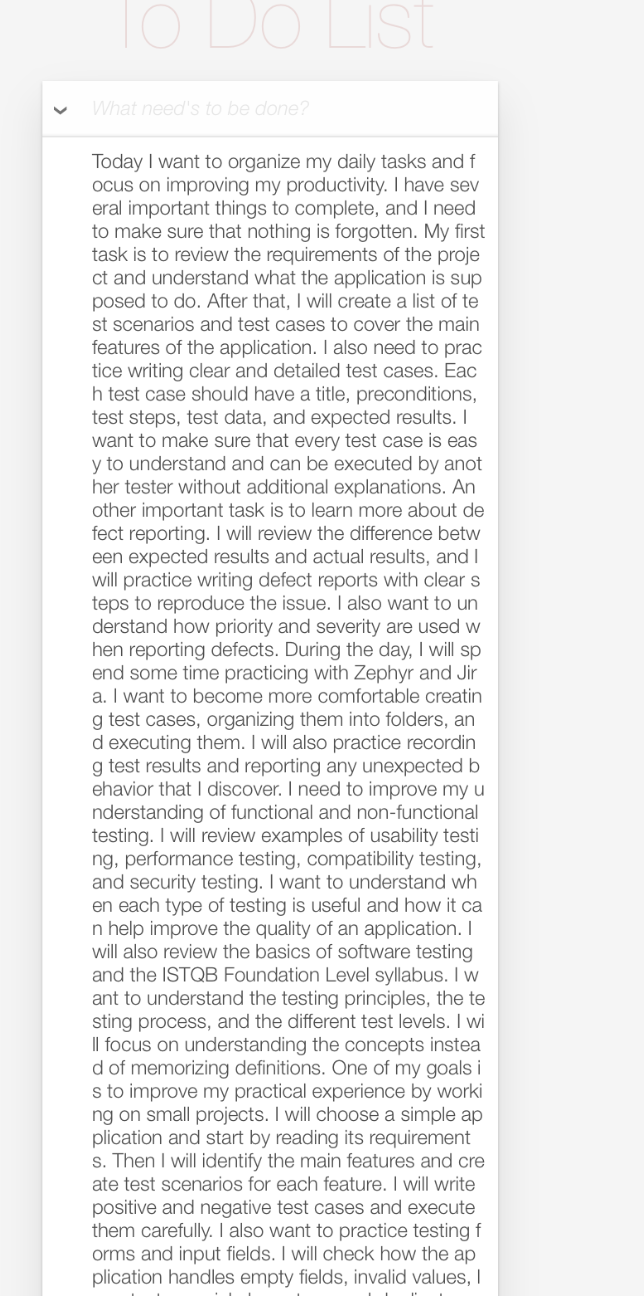 To Do List
What need's to be done?
Today I want to organize my daily tasks and f
ocus on improving my productivity. I have sev
eral important things to complete, and I need
to make sure that nothing is forgotten. My first
task is to review the requirements of the proje
ct and understand what the application is sup
posed to do. After that, I will create a list of te
st scenarios and test cases to cover the main
features of the application. I also need to prac
tice writing clear and detailed test cases. Eac
h test case should have a title, preconditions,
test steps, test data, and expected results. I
want to make sure that every test case is eas
y to understand and can be executed by anot
her tester without additional explanations. An
other important task is to learn more about de
fect reporting. I will review the difference betw
een expected results and actual results, and I
will practice writing defect reports with clear s
teps to reproduce the issue. I also want to un
derstand how priority and severity are used w
hen reporting defects. During the day, I will sp
end some time practicing with Zephyr and Jir
a. I want to become more comfortable creatin
g test cases, organizing them into folders, an
d executing them. I will also practice recordin
g test results and reporting any unexpected b
ehavior that I discover. I need to improve my u
nderstanding of functional and non-functional
testing. I will review examples of usability testi
ng, performance testing, compatibility testing,
and security testing. I want to understand wh
en each type of testing is useful and how it ca
n help improve the quality of an application. I
will also review the basics of software testing
and the ISTQB Foundation Level syllabus. I w
ant to understand the testing principles, the te
sting process, and the different test levels. I wi
ll focus on understanding the concepts instea
d of memorizing definitions. One of my goals i
s to improve my practical experience by worki
ng on small projects. I will choose a simple ap
plication and start by reading its requirement
s. Then I will identify the main features and cre
ate test scenarios for each feature. I will write
positive and negative test cases and execute
them carefully. I also want to practice testing f
orms and input fields. I will check how the ap
plication handles empty fields, invalid values, l